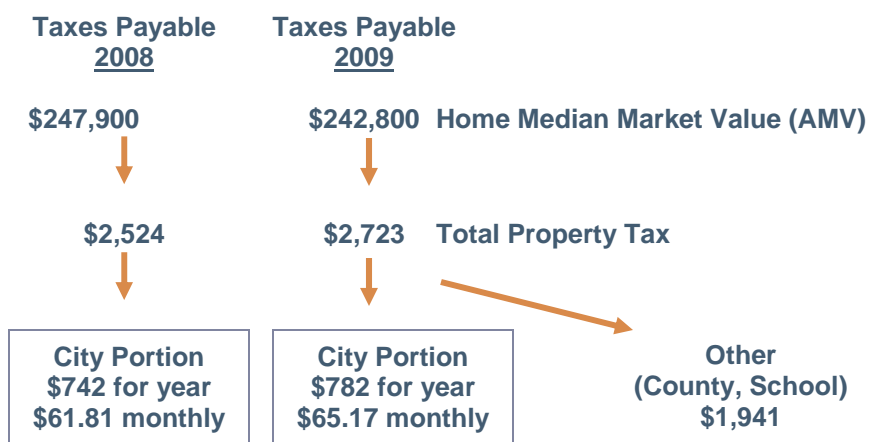 Taxes Payable
2008
Taxes Payable
2009
$247,900
$242,800 Home Median Market Value (AMV)
$2,524
$2,723 Total Property Tax
City Portion
$742 for year
$61.81 monthly
City Portion
$782 for year
$65.17 monthly
Other
(County, School)
$1,941